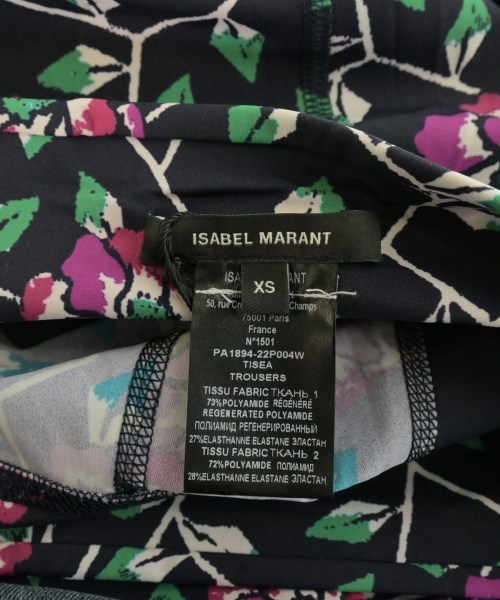 ISABEL MARANT
XS
ISABEL MARANT
50, rue Champs
75001 Paris
France
N°1501
PA1894-22P004W
TISEA
TROUSERS
TISSU FABRIC ТКАНЬ 1
73%POLYAMIDE RÉGÉNÉRÉ
REGENERATED POLYAMIDE
ПОЛИАМИД РЕГЕНЕРИРОВАННЫЙ
27%ELASTHANNE ELASTANE ЭЛАСТАН
TISSU FABRIC ТКАНЬ 2
72%POLYAMIDE ПОЛИАМИД
28%ELASTHANNE ELASTANE ЭЛАСТАН